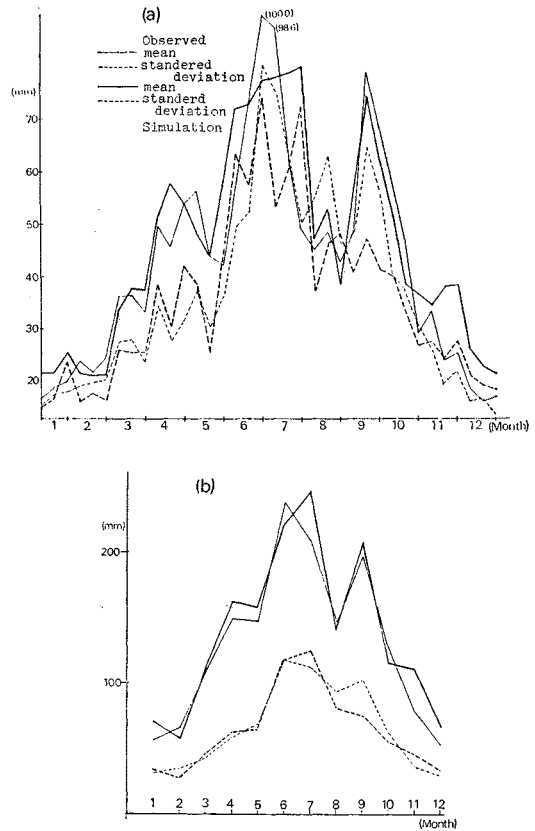 (a)
(100.0)
(98.6)
Observed
mean
standered
deviation
mean
standerd
deviation
Simulation
(mm)
70
60
50
40
30
20
1 2 3 4 5 6 7 8 9 10 11 12 (Month)
(b)
(mm)
200
100
1 2 3 4 5 6 7 8 9 10 11 12
(Month)